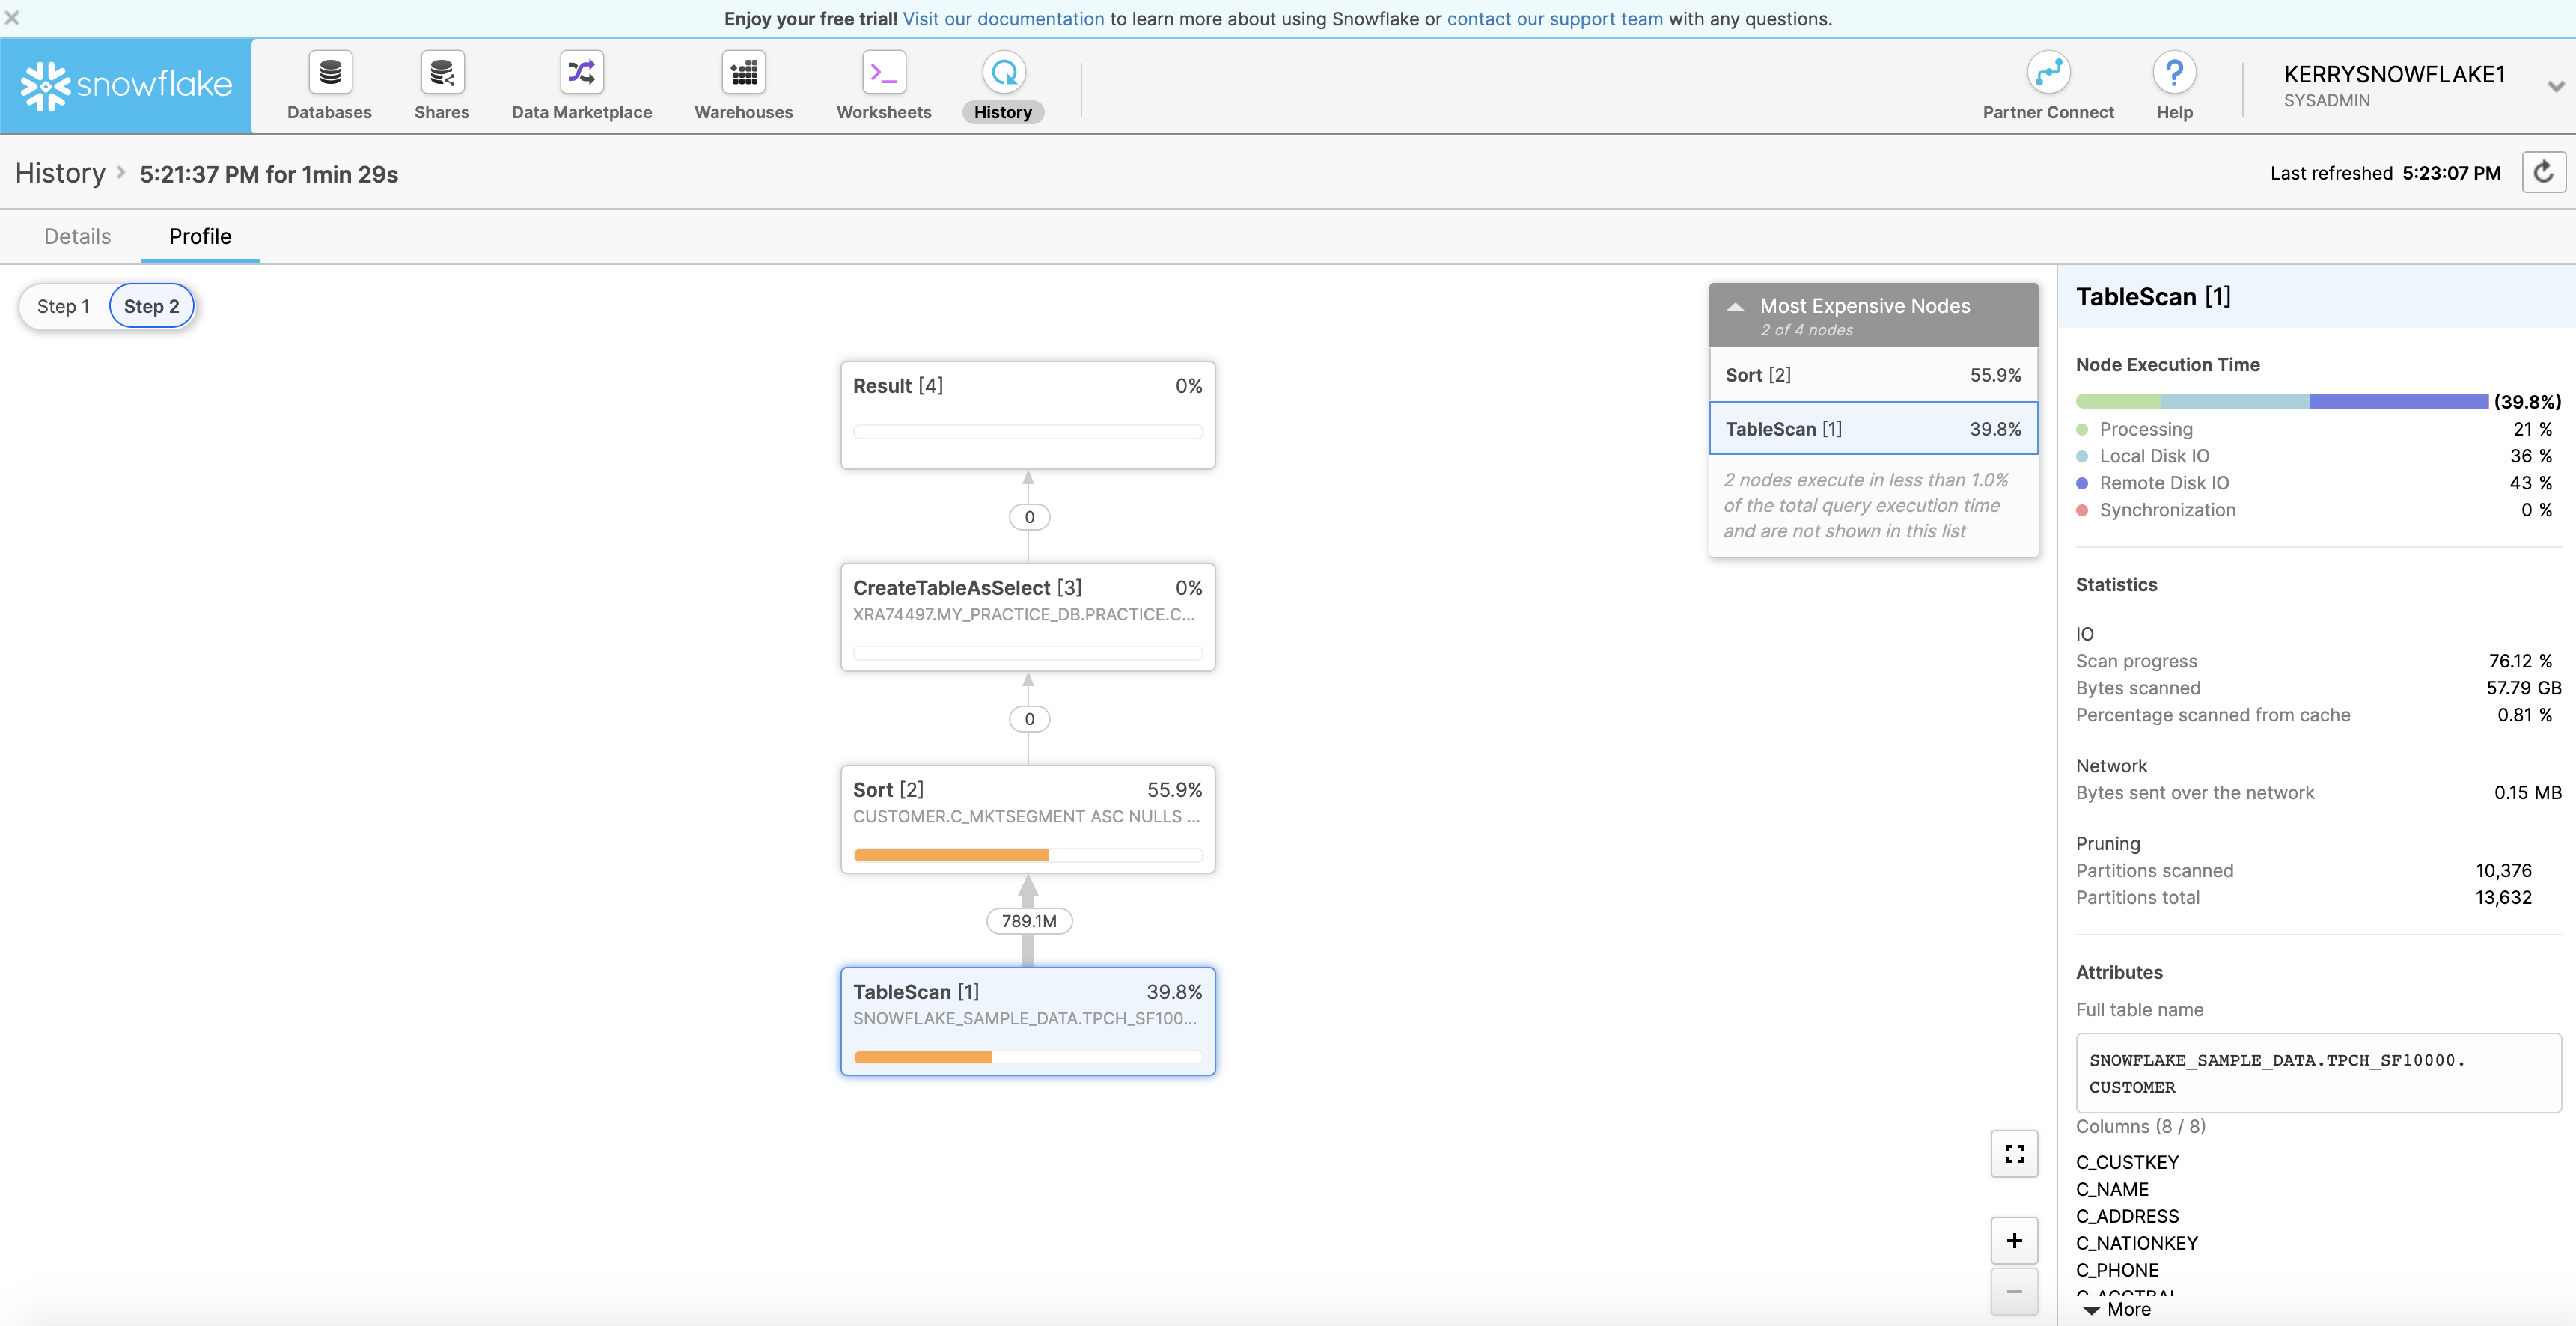 Enjoy your free trial! Visit our documentation to learn more about using Snowflake or contact our support team with any questions.
snowflake
Databases
Shares
Data Marketplace
Warehouses
Worksheets
History
Partner Connect
Help
KERRYSNOWFLAKE1
SYSADMIN
History
5:21:37 PM for 1min 29s
Last refreshed 5:23:07 PM
Details
Profile
Step 1
Step 2
Result [4] 0%
0
CreateTableAsSelect [3] 0%
XRA74497.MY_PRACTICE_DB.PRACTICE.C...
0
Sort [2] 55.9%
CUSTOMER.C_MKTSEGMENT ASC NULLS ...
789.1M
TableScan [1] 39.8%
SNOWFLAKE_SAMPLE_DATA.TPCH_SF100...
Most Expensive Nodes
2 of 4 nodes
Sort [2] 55.9%
TableScan [1] 39.8%
2 nodes execute in less than 1.0%
of the total query execution time
and are not shown in this list
TableScan [1]
Node Execution Time
(39.8%)
Processing 21 %
Local Disk IO 36 %
Remote Disk IO 43 %
Synchronization 0 %
Statistics
IO
Scan progress 76.12 %
Bytes scanned 57.79 GB
Percentage scanned from cache 0.81 %
Network
Bytes sent over the network 0.15 MB
Pruning
Partitions scanned 10,376
Partitions total 13,632
Attributes
Full table name
SNOWFLAKE_SAMPLE_DATA.TPCH_SF10000.
CUSTOMER
Columns (8 / 8)
C_CUSTKEY
C_NAME
C_ADDRESS
C_NATIONKEY
C_PHONE
More